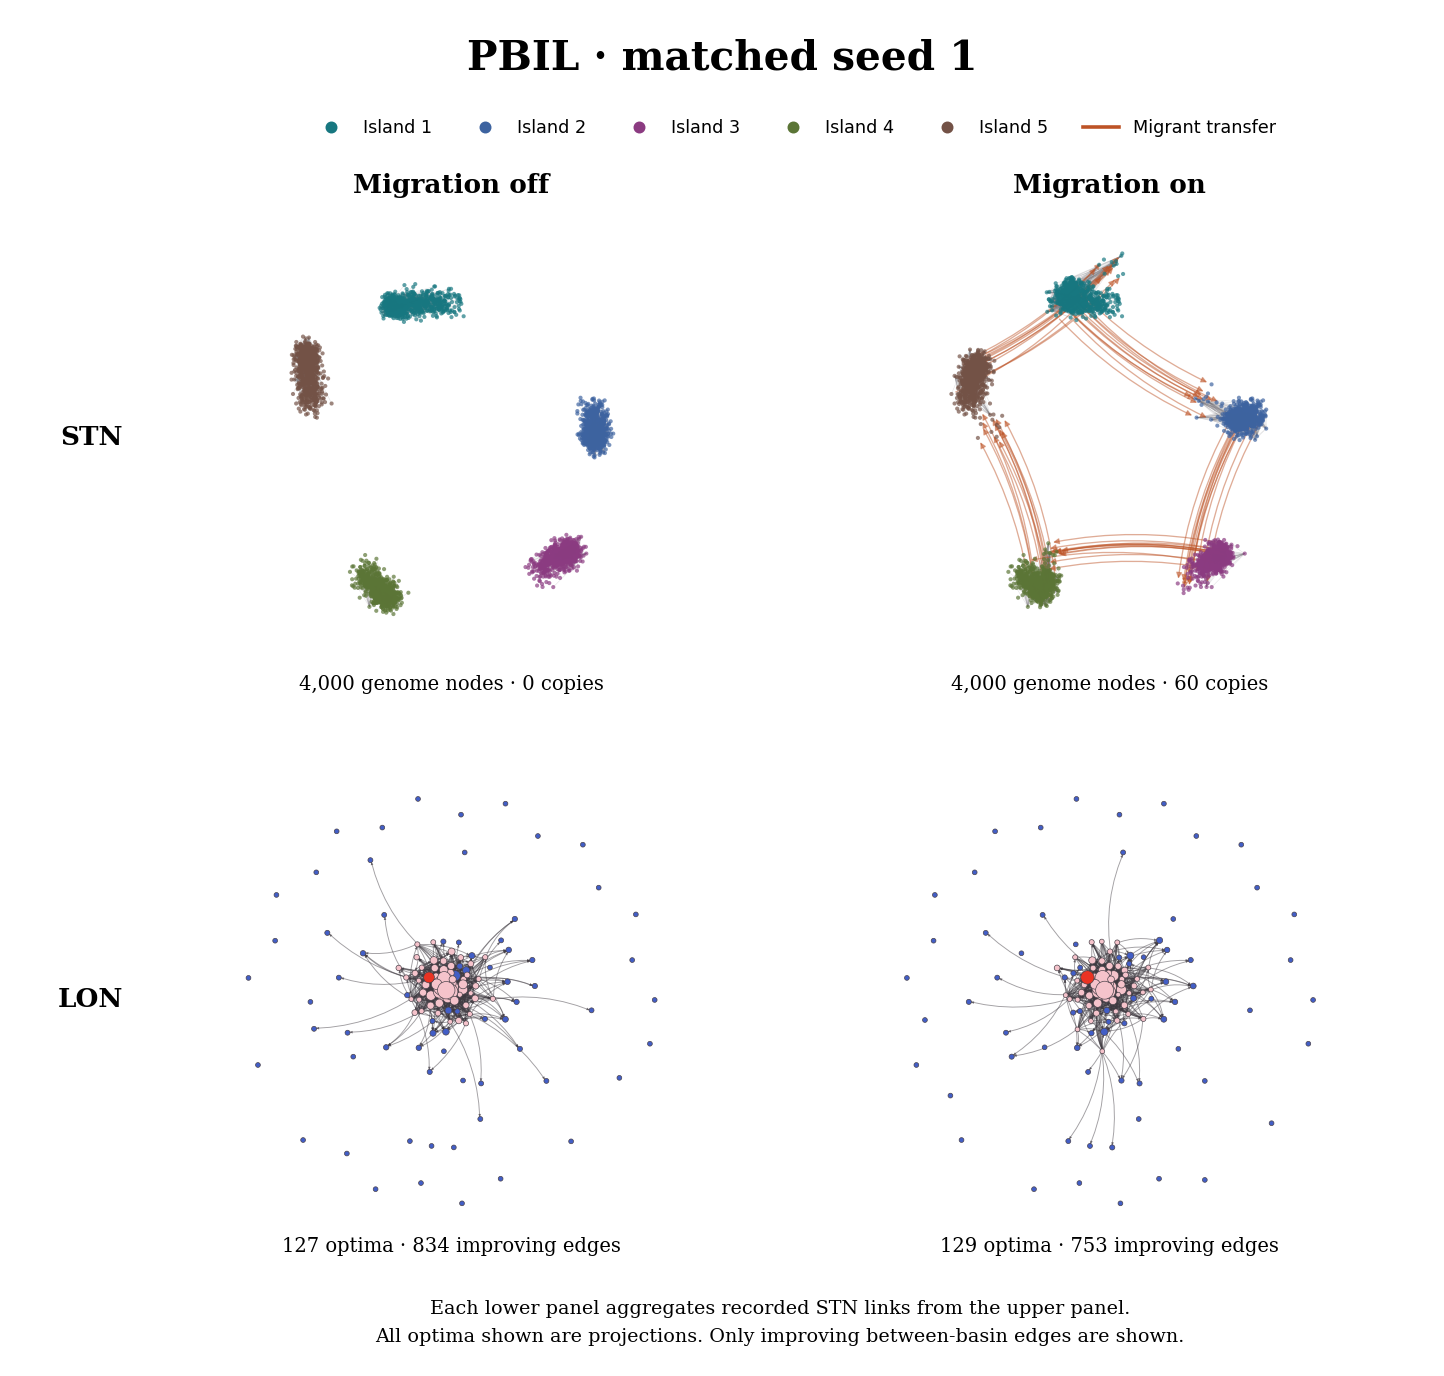 PBIL · matched seed 1
Island 1
Island 2
Island 3
Island 4
Island 5
Migrant transfer
Migration off
Migration on
STN
4,000 genome nodes · 0 copies
4,000 genome nodes · 60 copies
LON
127 optima · 834 improving edges
129 optima · 753 improving edges
Each lower panel aggregates recorded STN links from the upper panel.
All optima shown are projections. Only improving between-basin edges are shown.